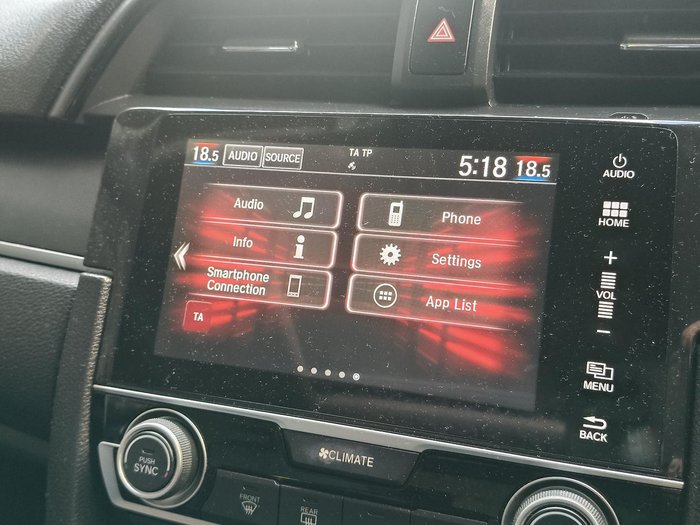 18.5 AUDIO SOURCE TA TP 5:18 18.5
Audio
Phone
Info
Settings
Smartphone
Connection
App List
TA
AUDIO
HOME
+
VOL
−
MENU
BACK
PUSH
SYNC
CLIMATE
FRONT
REAR